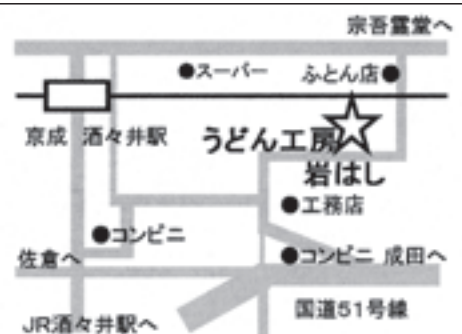 宗吾霊堂へ
●スーパー
ふとん店●
京成 酒々井駅
うどん工房
岩はし
●工務店
●コンビニ
●コンビニ
成田へ
佐倉へ
国道51号線
JR酒々井駅へ